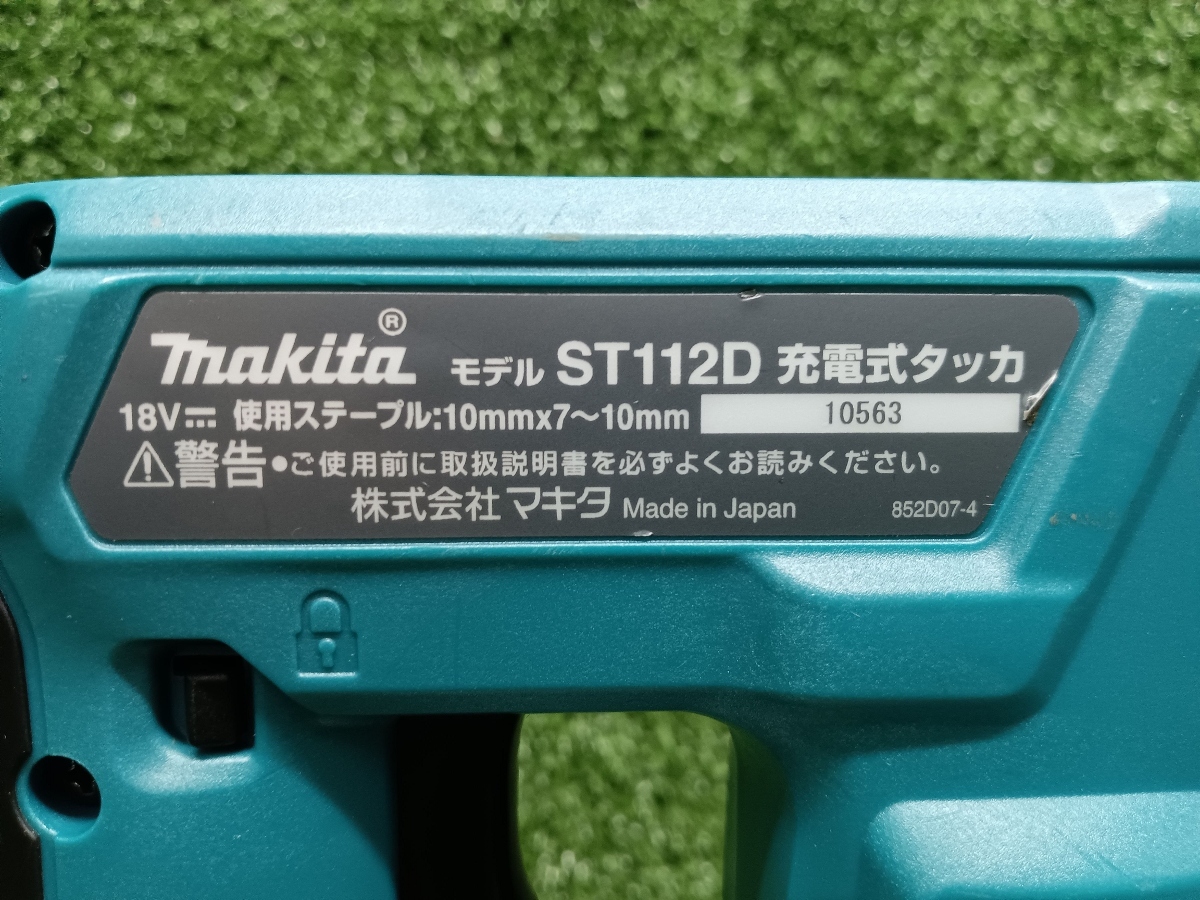 makita® モデル ST112D 充電式タッカ
18V⎓ 使用ステープル:10mmx7～10mm 10563
⚠警告●ご使用前に取扱説明書を必ずよくお読みください。
株式会社マキタ Made in Japan 852D07-4